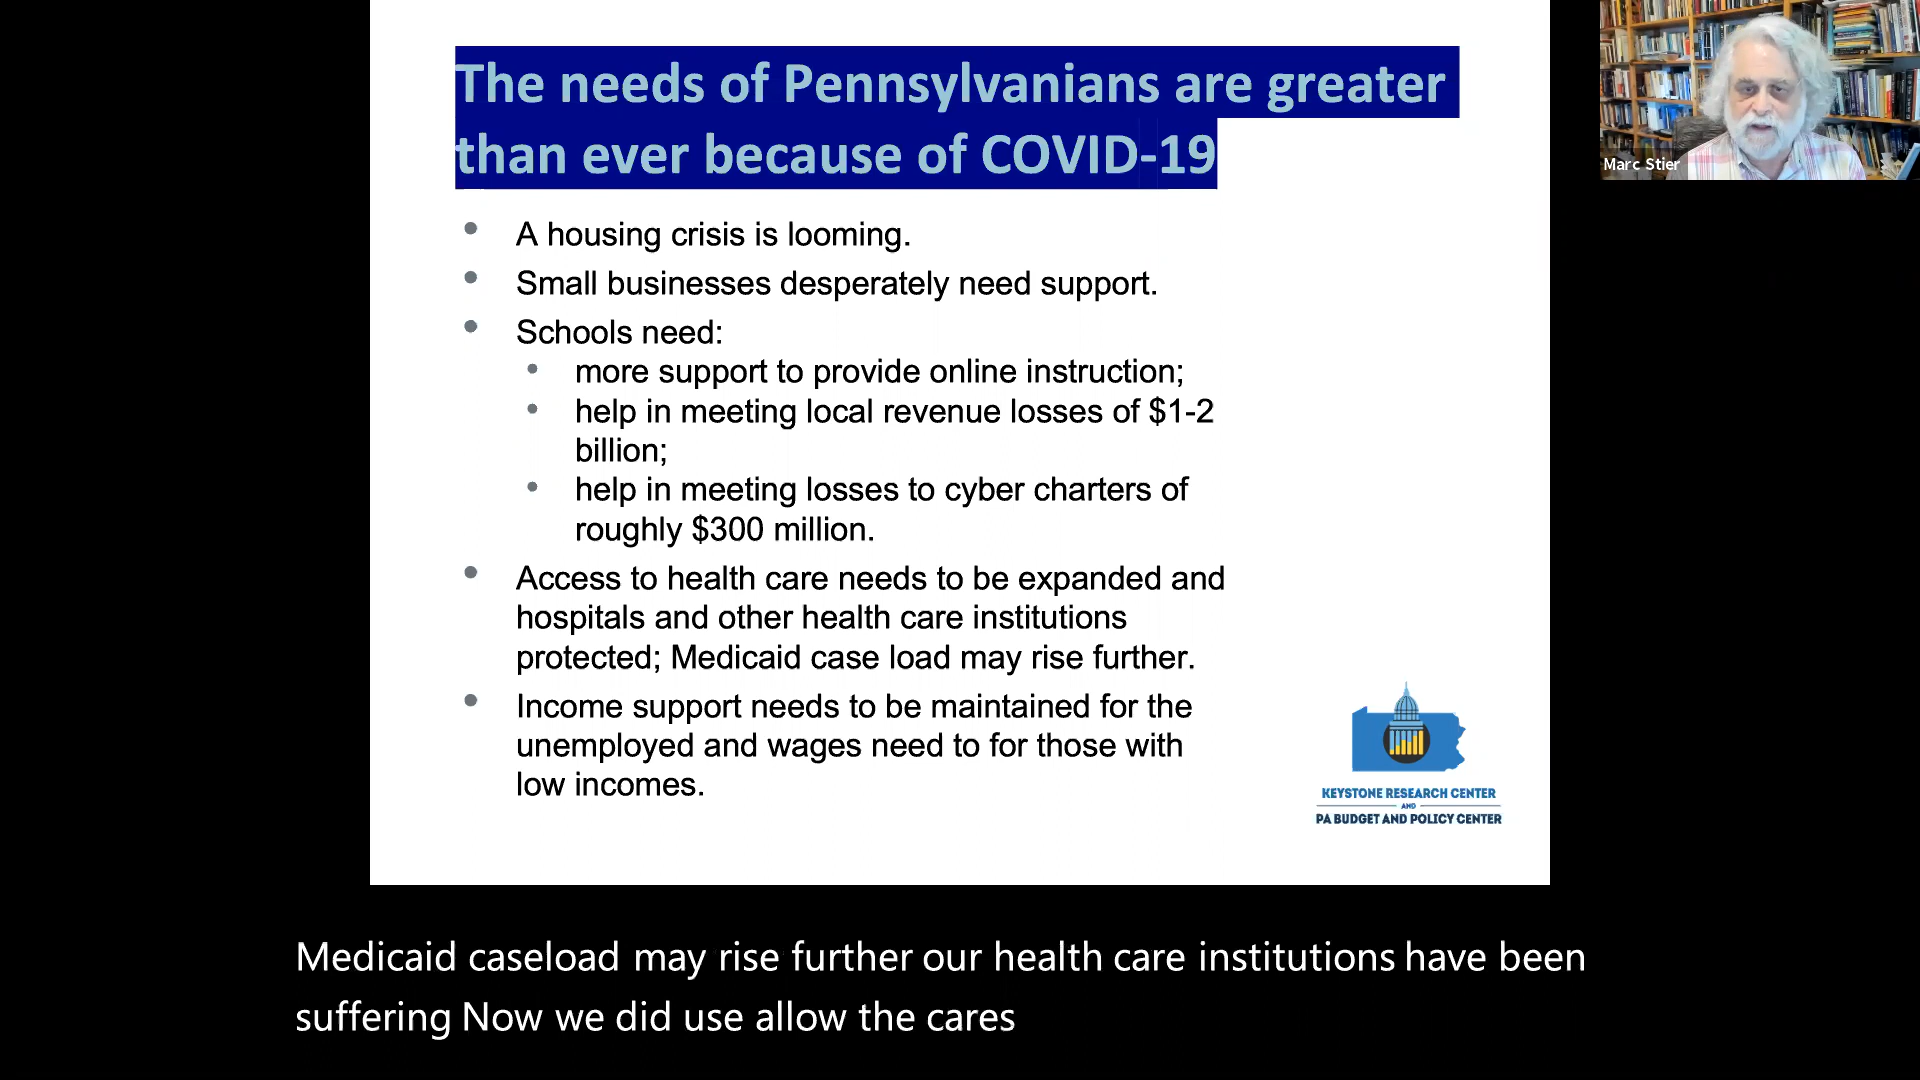 The needs of Pennsylvanians are greater
than ever because of COVID-19
Marc Stier
A housing crisis is looming.
Small businesses desperately need support.
Schools need:
more support to provide online instruction;
help in meeting local revenue losses of $1-2
billion;
help in meeting losses to cyber charters of
roughly $300 million.
Access to health care needs to be expanded and
hospitals and other health care institutions
protected; Medicaid case load may rise further.
Income support needs to be maintained for the
unemployed and wages need to for those with
low incomes.
KEYSTONE RESEARCH CENTER
AND
PA BUDGET AND POLICY CENTER
Medicaid caseload may rise further our health care institutions have been
suffering Now we did use allow the cares